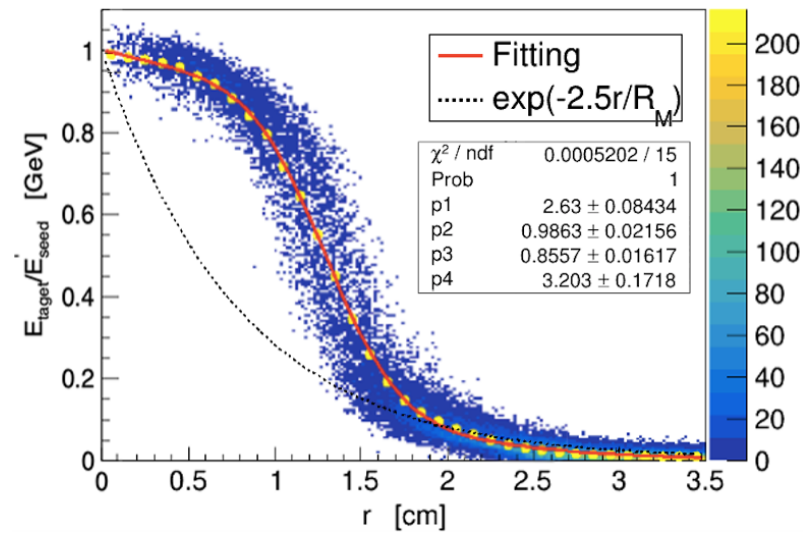 Fitting
exp(-2.5r/R_M)
χ² / ndf 0.0005202 / 15
Prob 1
p1 2.63 ± 0.08434
p2 0.9863 ± 0.02156
p3 0.8557 ± 0.01617
p4 3.203 ± 0.1718
E_taget/E'_seed [GeV]
1
0.8
0.6
0.4
0.2
0
0 0.5 1 1.5 2 2.5 3 3.5
r [cm]
200
180
160
140
120
100
80
60
40
20
0